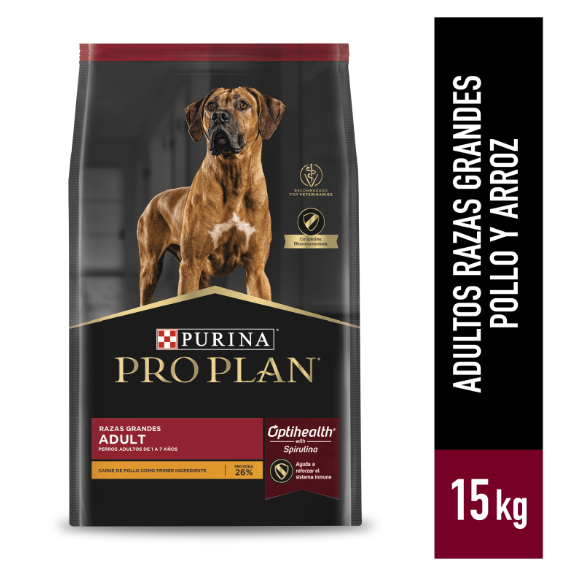 RECOMENDADO
POR VETERINARIOS
PURINA
PRO PLAN
RAZAS GRANDES
ADULT
PERROS ADULTOS DE 1 A 7 AÑOS
CARNE DE POLLO COMO PRIMER INGREDIENTE
PROTEÍNA
26%
Optihealth
with
Spirulina
Ayuda a
reforzar el
sistema Inmune
ADULTOS RAZAS GRANDES
POLLO Y ARROZ
15 kg